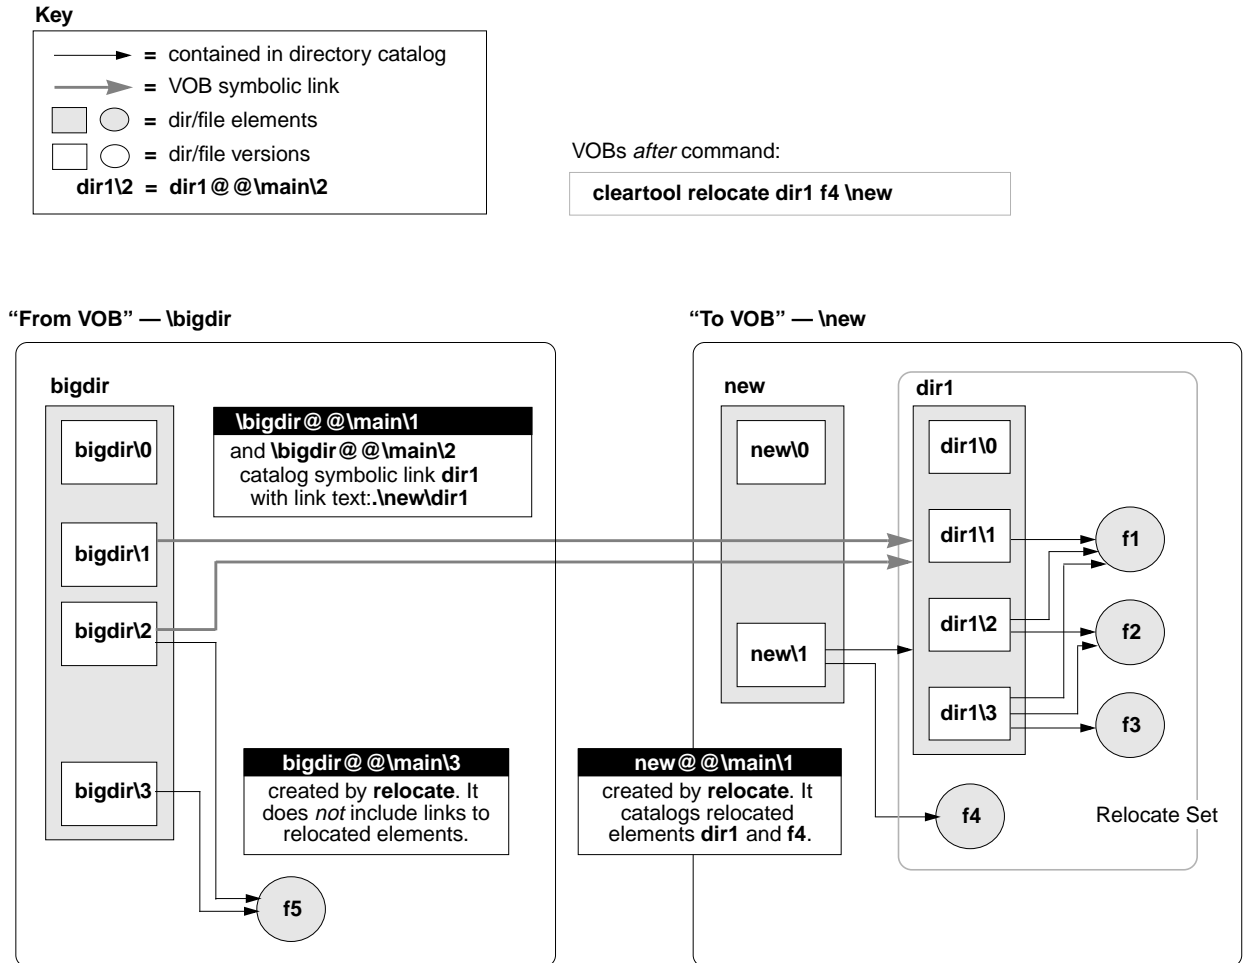 Key
= contained in directory catalog
= VOB symbolic link
= dir/file elements
= dir/file versions
dir1\2 = dir1@@\main\2
VOBs after command:
cleartool relocate dir1 f4 \new
“From VOB” — \bigdir
“To VOB” — \new
bigdir
bigdir\0
bigdir\1
bigdir\2
bigdir\3
\bigdir@@\main\1
and \bigdir@@\main\2
catalog symbolic link dir1
with link text:.\new\dir1
bigdir@@\main\3
created by relocate. It
does not include links to
relocated elements.
f5
new
new\0
new\1
new@@\main\1
created by relocate. It
catalogs relocated
elements dir1 and f4.
dir1
dir1\0
dir1\1
dir1\2
dir1\3
f1
f2
f3
f4
Relocate Set